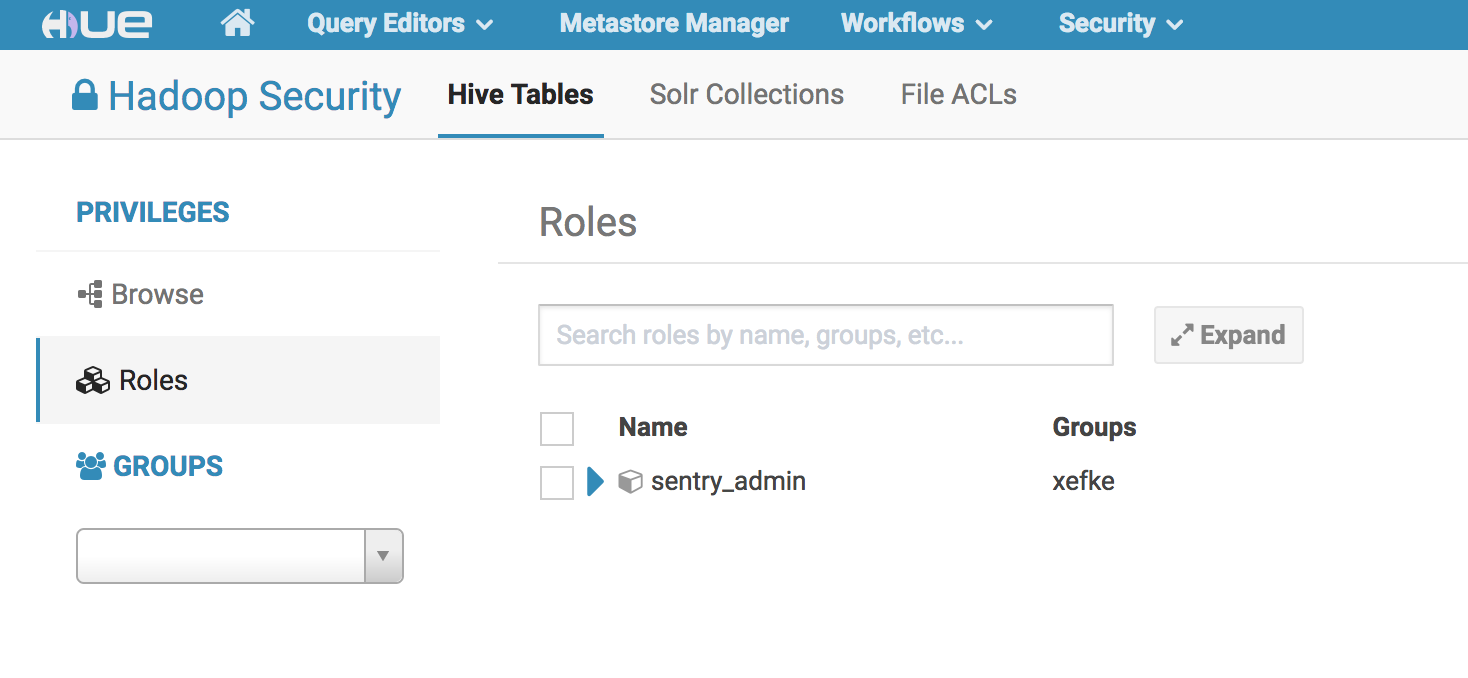 HUE Query Editors Metastore Manager Workflows Security
Hadoop Security Hive Tables Solr Collections File ACLs
PRIVILEGES
Browse
Roles
GROUPS
Roles
Search roles by name, groups, etc...
Expand
Name Groups
sentry_admin xefke